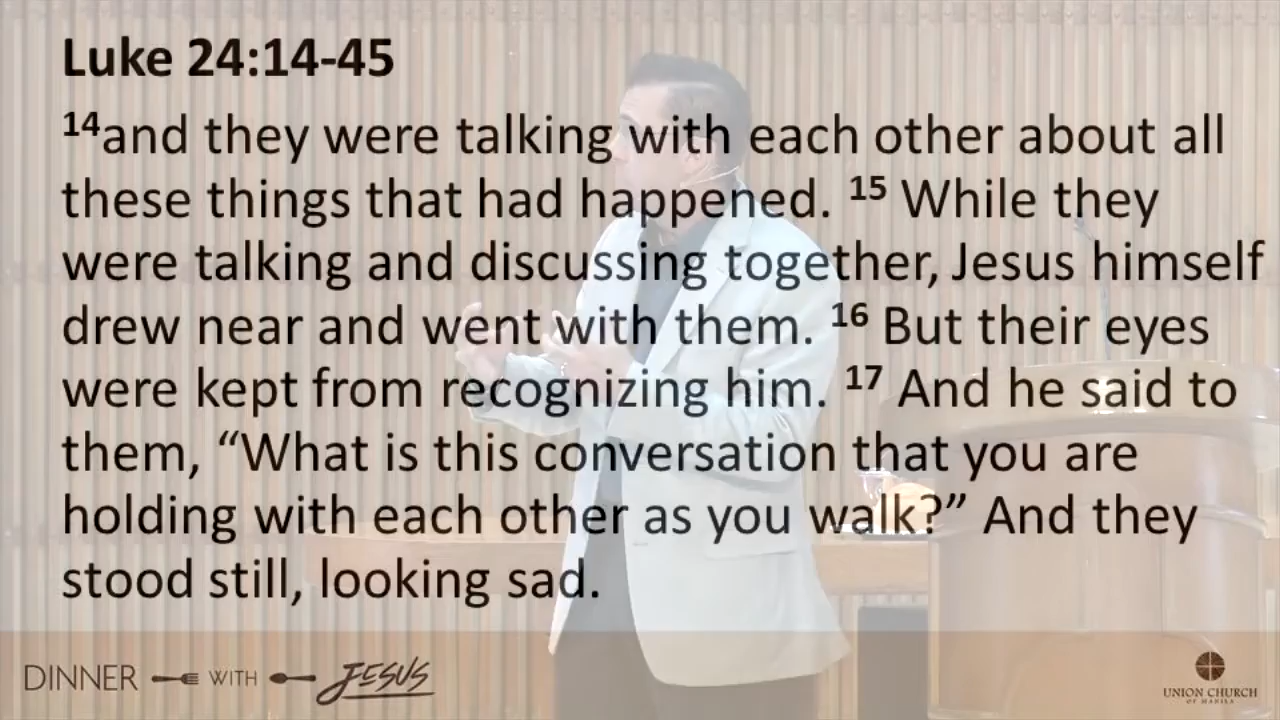 Luke 24:14-45
14and they were talking with each other about all
these things that had happened. 15 While they
were talking and discussing together, Jesus himself
drew near and went with them. 16 But their eyes
were kept from recognizing him. 17 And he said to
them, “What is this conversation that you are
holding with each other as you walk?” And they
stood still, looking sad.
DINNER WITH JESUS
UNION CHURCH
OF MANILA